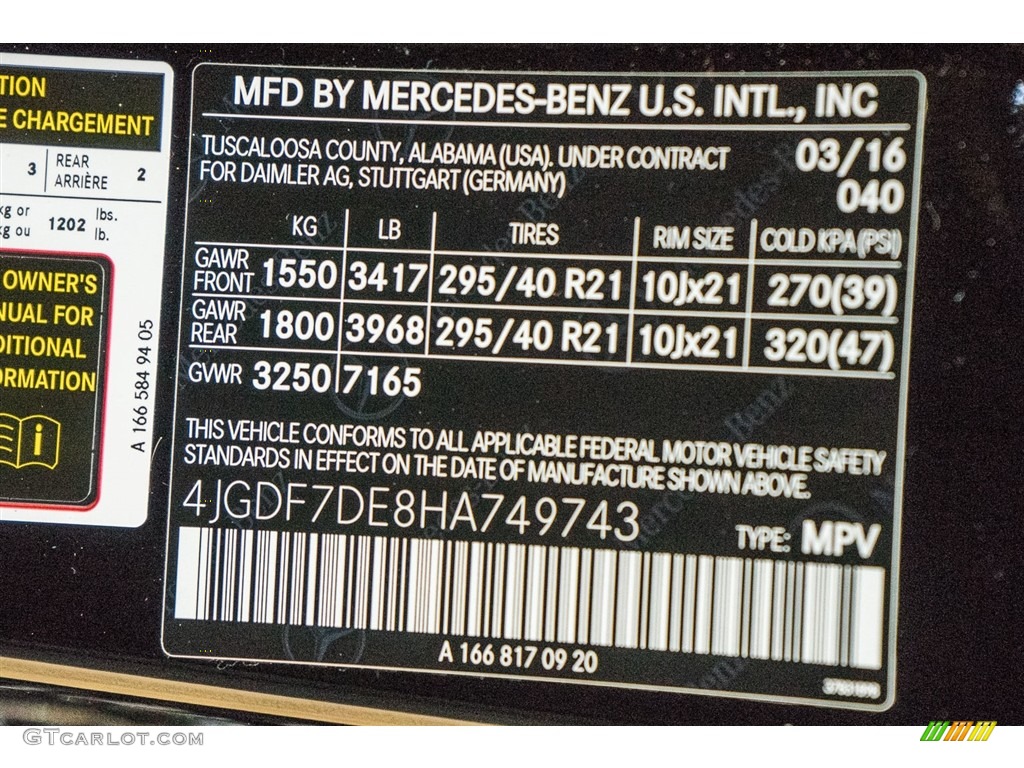 TION
E CHARGEMENT
3 REAR ARRIÈRE 2
kg or
kg ou 1202 lbs. lb.
OWNER'S
NUAL FOR
DITIONAL
ORMATION
i
A 166 584 94 05
MFD BY MERCEDES-BENZ U.S. INTL., INC
TUSCALOOSA COUNTY, ALABAMA (USA). UNDER CONTRACT
FOR DAIMLER AG, STUTTGART (GERMANY)
03/16
040
KG LB TIRES RIM SIZE COLD KPA (PSI)
GAWR FRONT 1550 3417 295/40 R21 10Jx21 270(39)
GAWR REAR 1800 3968 295/40 R21 10Jx21 320(47)
GVWR 3250 7165
THIS VEHICLE CONFORMS TO ALL APPLICABLE FEDERAL MOTOR VEHICLE SAFETY
STANDARDS IN EFFECT ON THE DATE OF MANUFACTURE SHOWN ABOVE.
4JGDF7DE8HA749743
TYPE: MPV
A 166 817 09 20
GTcarlot.com